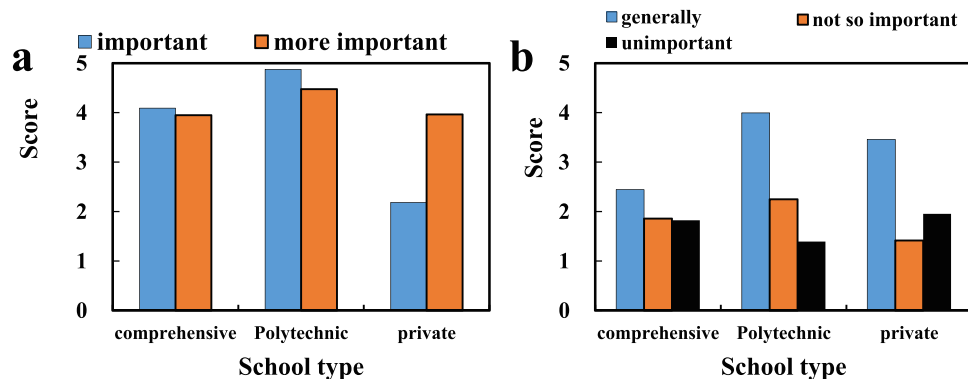 a
important more important
Score
5
4
3
2
1
0
comprehensive Polytechnic private
School type
b
generally not so important
unimportant
Score
5
4
3
2
1
0
comprehensive Polytechnic private
School type